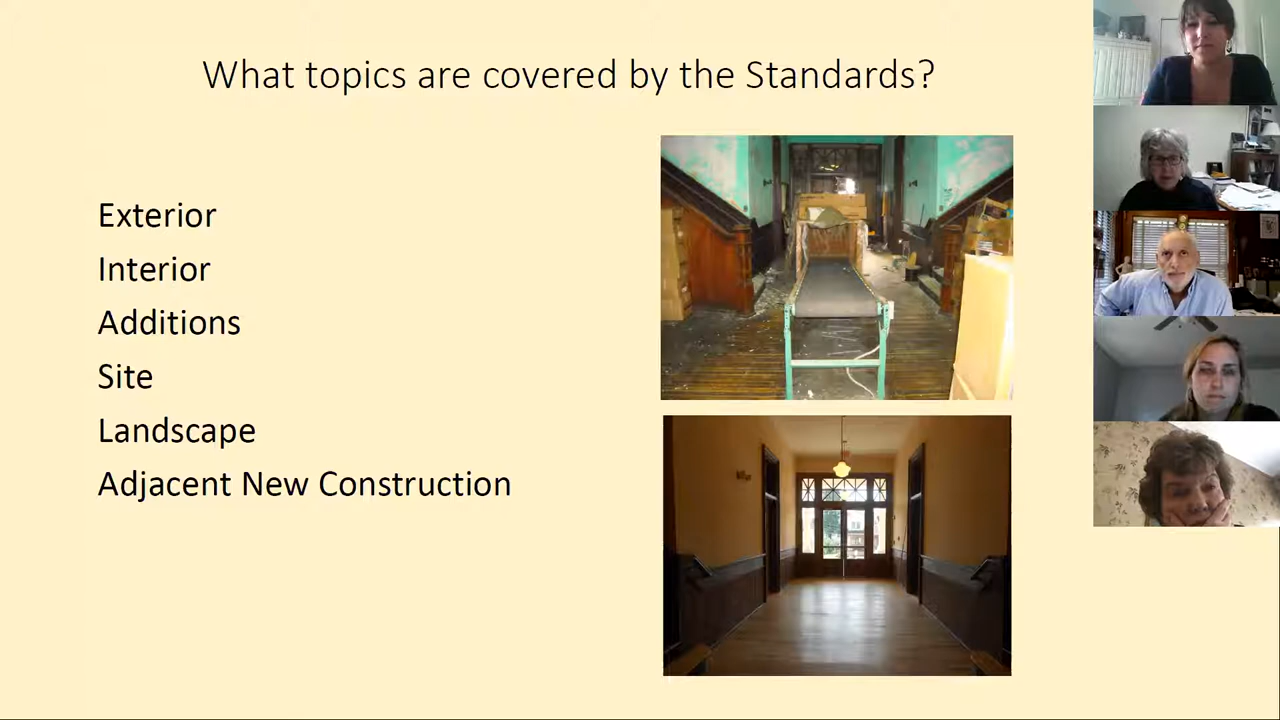 What topics are covered by the Standards?
Exterior
Interior
Additions
Site
Landscape
Adjacent New Construction